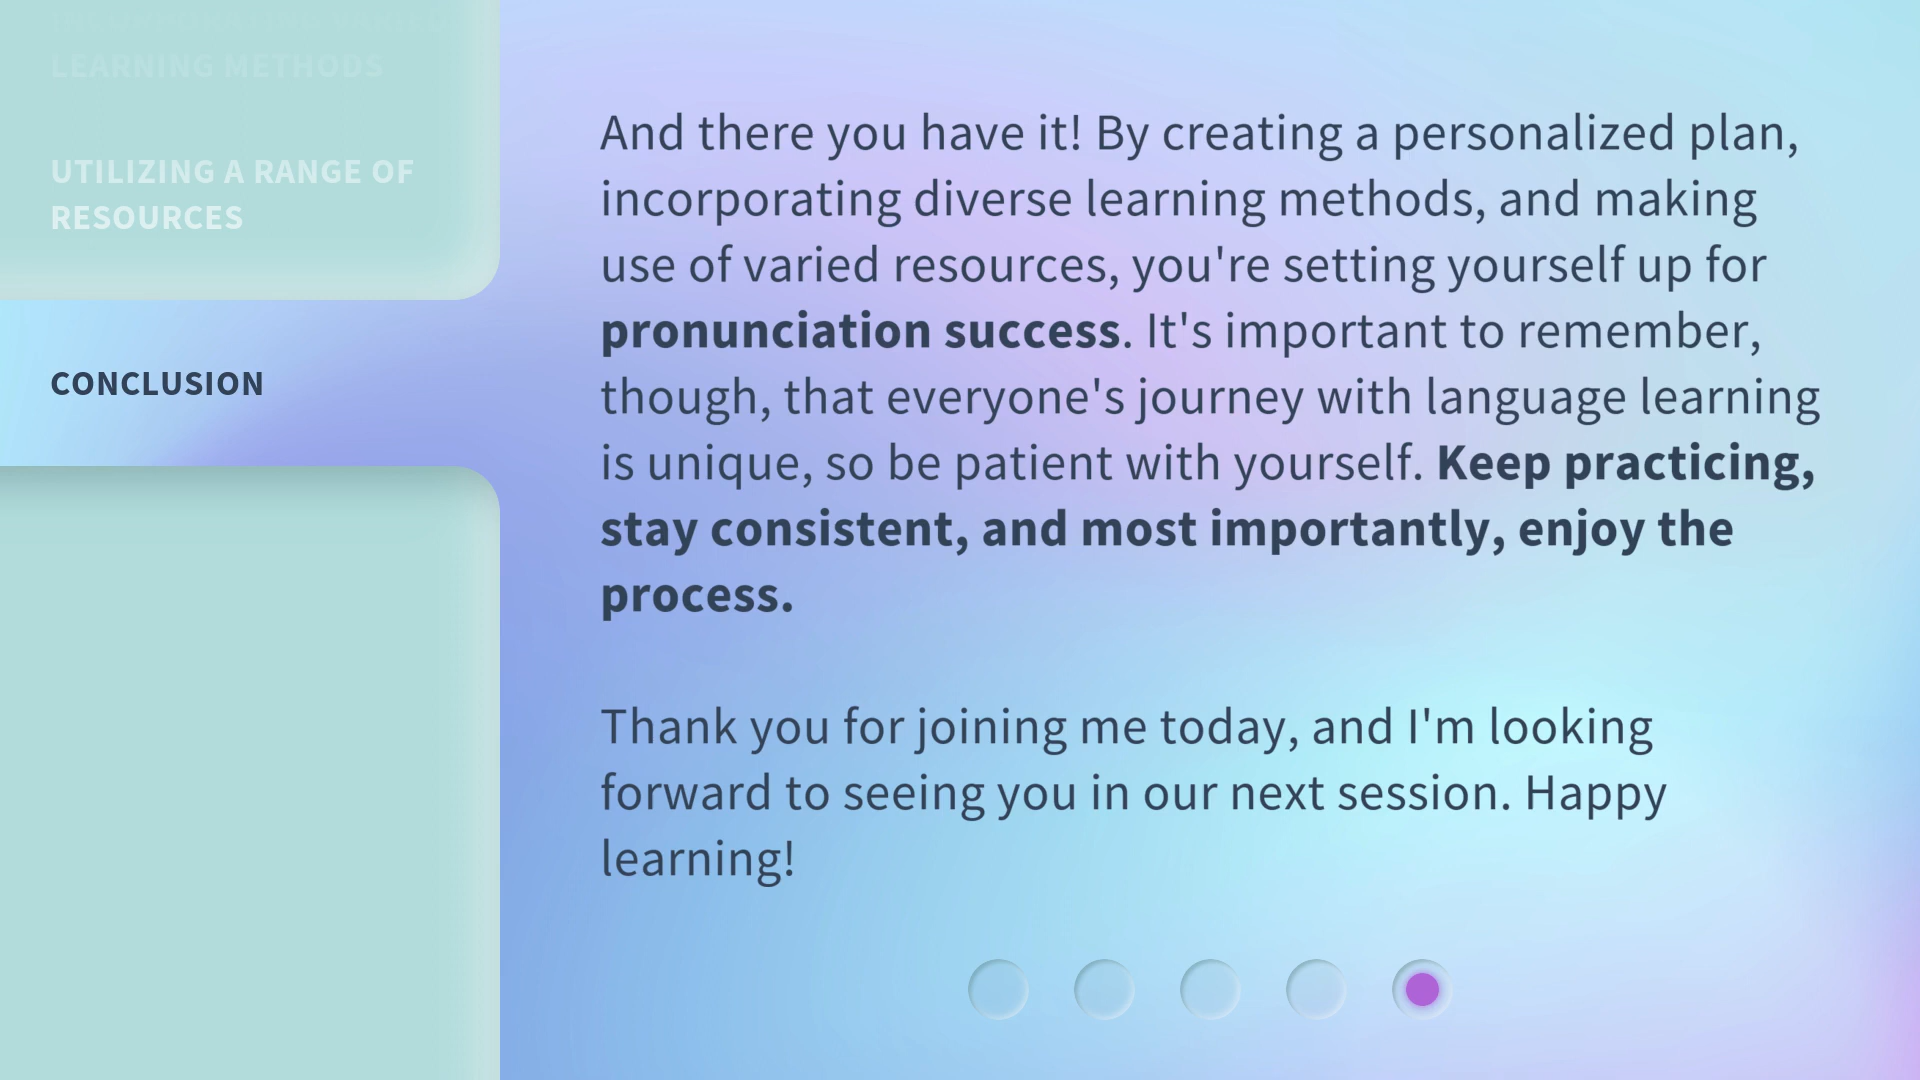 INCORPORATING VARIED
LEARNING METHODS
UTILIZING A RANGE OF
RESOURCES
CONCLUSION
And there you have it! By creating a personalized plan,
incorporating diverse learning methods, and making
use of varied resources, you're setting yourself up for
pronunciation success. It's important to remember,
though, that everyone's journey with language learning
is unique, so be patient with yourself. Keep practicing,
stay consistent, and most importantly, enjoy the
process.
Thank you for joining me today, and I'm looking
forward to seeing you in our next session. Happy
learning!